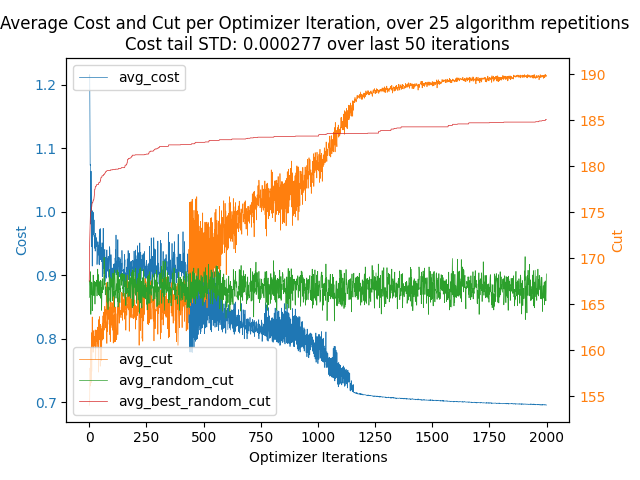 Average Cost and Cut per Optimizer Iteration, over 25 algorithm repetitions
Cost tail STD: 0.000277 over last 50 iterations
avg_cost
1.2
1.1
1.0
0.9
0.8
0.7
Cost
190
185
180
175
170
165
160
155
Cut
avg_cut
avg_random_cut
avg_best_random_cut
0 250 500 750 1000 1250 1500 1750 2000
Optimizer Iterations